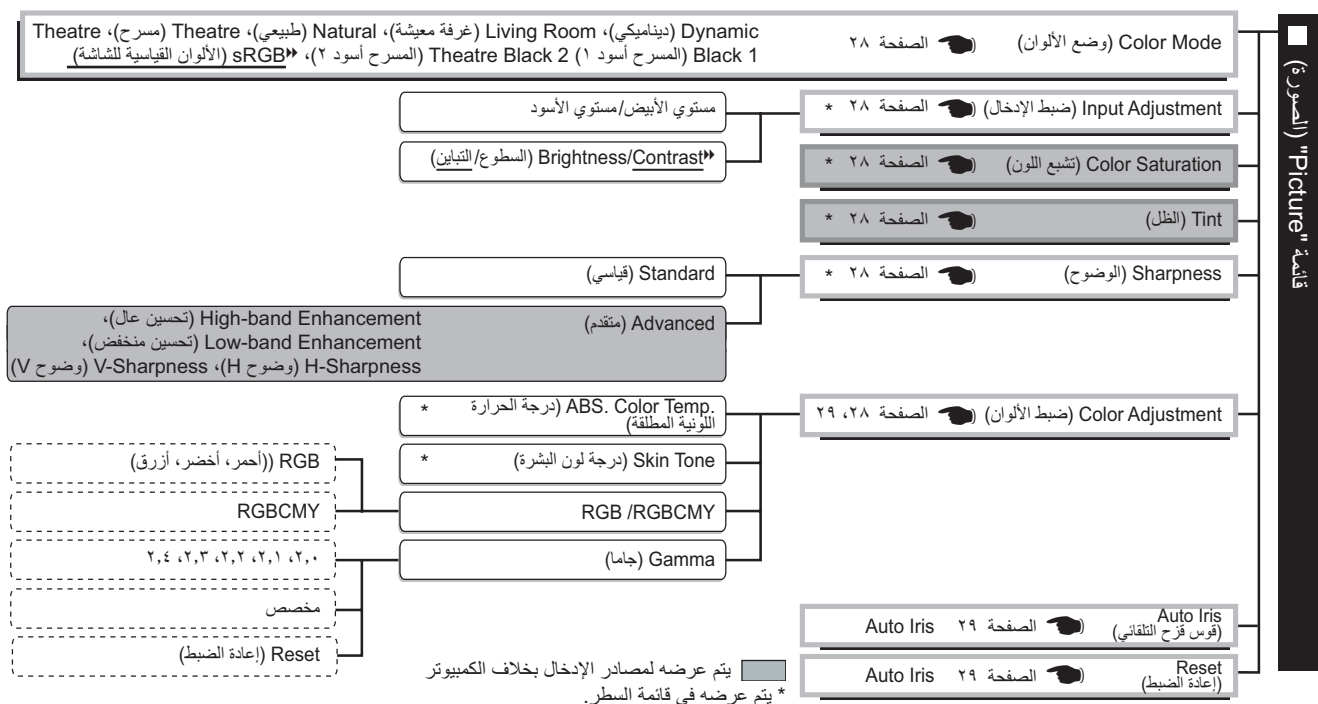 ■ قائمة "Picture" (الصورة)
Color Mode (وضع الألوان) الصفحة ٢٨
Dynamic (ديناميكي)، Living Room (غرفة معيشة)، Natural (طبيعي)، Theatre (مسرح)، Theatre
Black 1 (المسرح أسود ١) Theatre Black 2 (المسرح أسود ٢)، sRGB (الألوان القياسية للشاشة)
Input Adjustment (ضبط الإدخال) الصفحة ٢٨ *
مستوي الأبيض/مستوي الأسود
Brightness/Contrast (السطوع/التباين)
Color Saturation (تشبع اللون) الصفحة ٢٨ *
Tint (الظل) الصفحة ٢٨ *
Sharpness (الوضوح) الصفحة ٢٨ *
Standard (قياسي)
Advanced (متقدم)
High-band Enhancement (تحسين عال)،
Low-band Enhancement (تحسين منخفض)،
H-Sharpness (وضوح H)، V-Sharpness (وضوح V)
Color Adjustment (ضبط الألوان) الصفحة ٢٨، ٢٩
ABS. Color Temp. (درجة الحرارة
اللونية المطلقة) *
Skin Tone (درجة لون البشرة) *
RGB /RGBCMY
RGB ((أحمر، أخضر، أزرق)
RGBCMY
Gamma (جاما)
٢,٠، ٢,١، ٢,٢، ٢,٣، ٢,٤
مخصص
Reset (إعادة الضبط)
Auto Iris
(قوس قزح التلقائي) الصفحة ٢٩ Auto Iris
Reset
(إعادة الضبط) الصفحة ٢٩ Auto Iris
يتم عرضه لمصادر الإدخال بخلاف الكمبيوتر
* يتم عرضه في قائمة السطر.